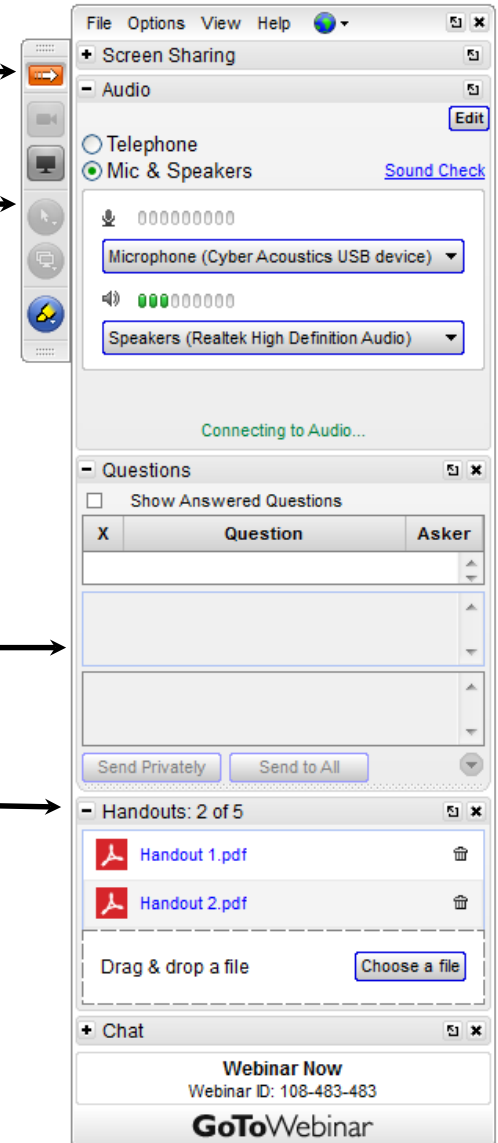 File Options View Help
Screen Sharing
Audio
Edit
Telephone
Mic & Speakers Sound Check
Microphone (Cyber Acoustics USB device)
Speakers (Realtek High Definition Audio)
Connecting to Audio...
Questions
Show Answered Questions
X Question Asker
Send Privately Send to All
Handouts: 2 of 5
Handout 1.pdf
Handout 2.pdf
Drag & drop a file Choose a file
Chat
Webinar Now
Webinar ID: 108-483-483
GoToWebinar